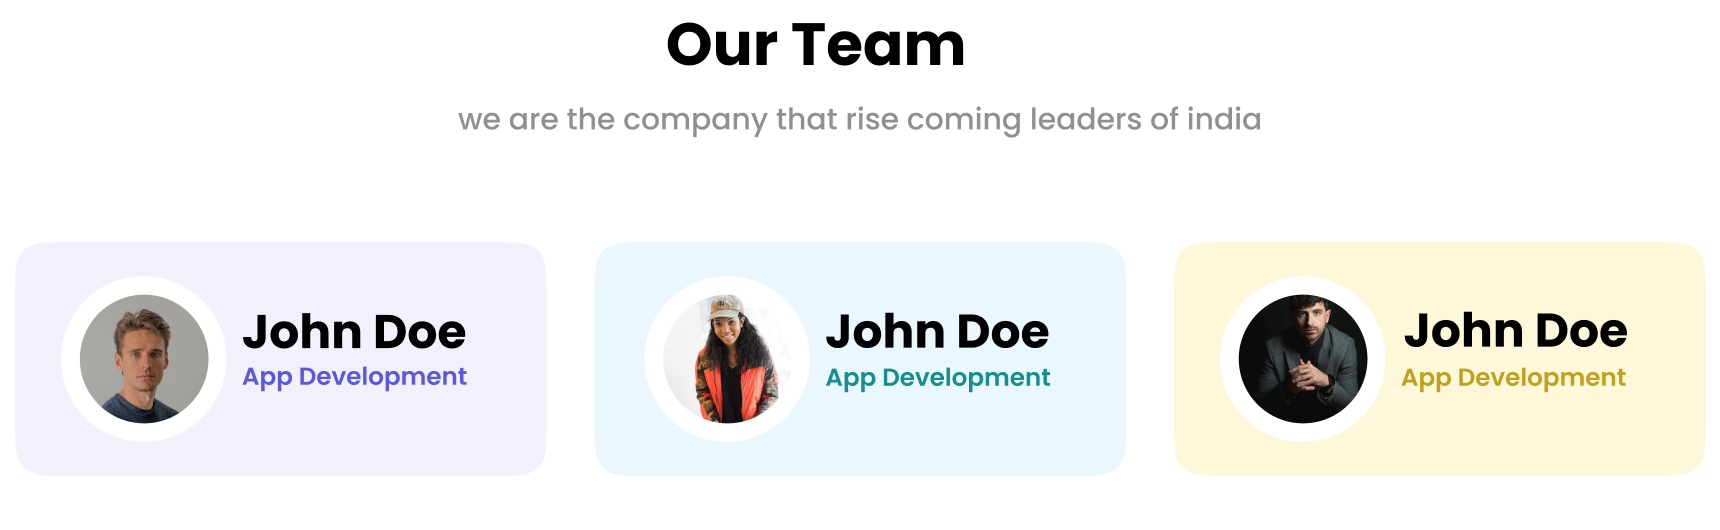 Our Team
we are the company that rise coming leaders of india
John Doe
App Development
John Doe
App Development
John Doe
App Development